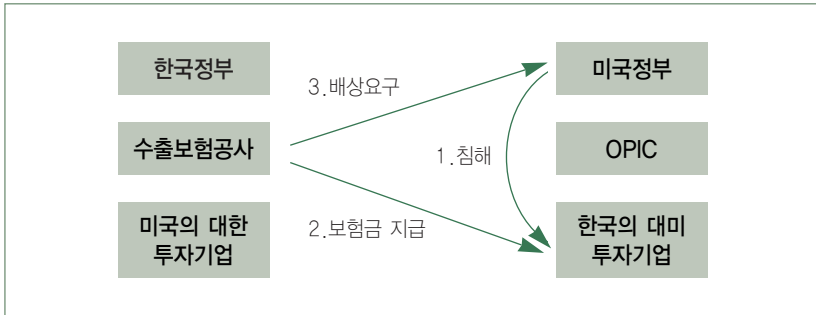 한국정부
미국정부
3.배상요구
수출보험공사
1.침해
OPIC
미국의 대한
투자기업
2.보험금 지급
한국의 대미
투자기업